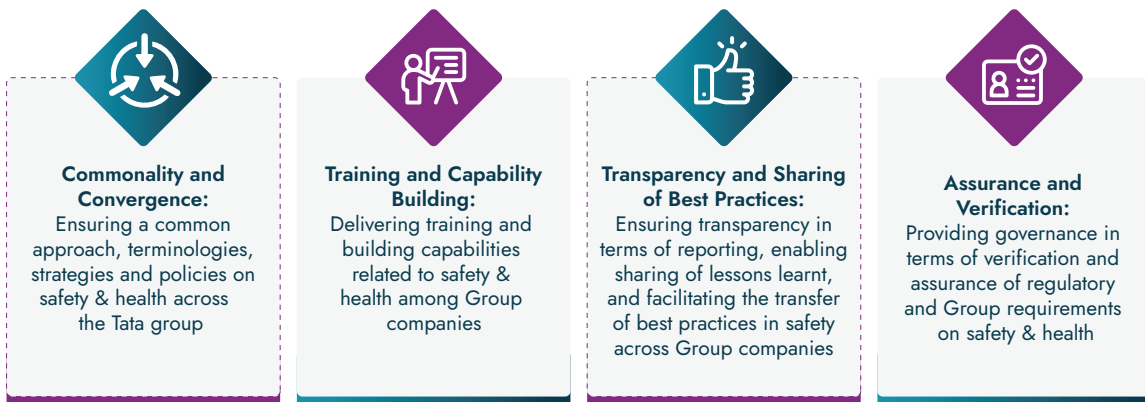 Commonality and
Convergence:
Ensuring a common
approach, terminologies,
strategies and policies on
safety & health across
the Tata group
Training and Capability
Building:
Delivering training and
building capabilities
related to safety &
health among Group
companies
Transparency and Sharing
of Best Practices:
Ensuring transparency in
terms of reporting, enabling
sharing of lessons learnt,
and facilitating the transfer
of best practices in safety
across Group companies
Assurance and
Verification:
Providing governance in
terms of verification and
assurance of regulatory
and Group requirements
on safety & health